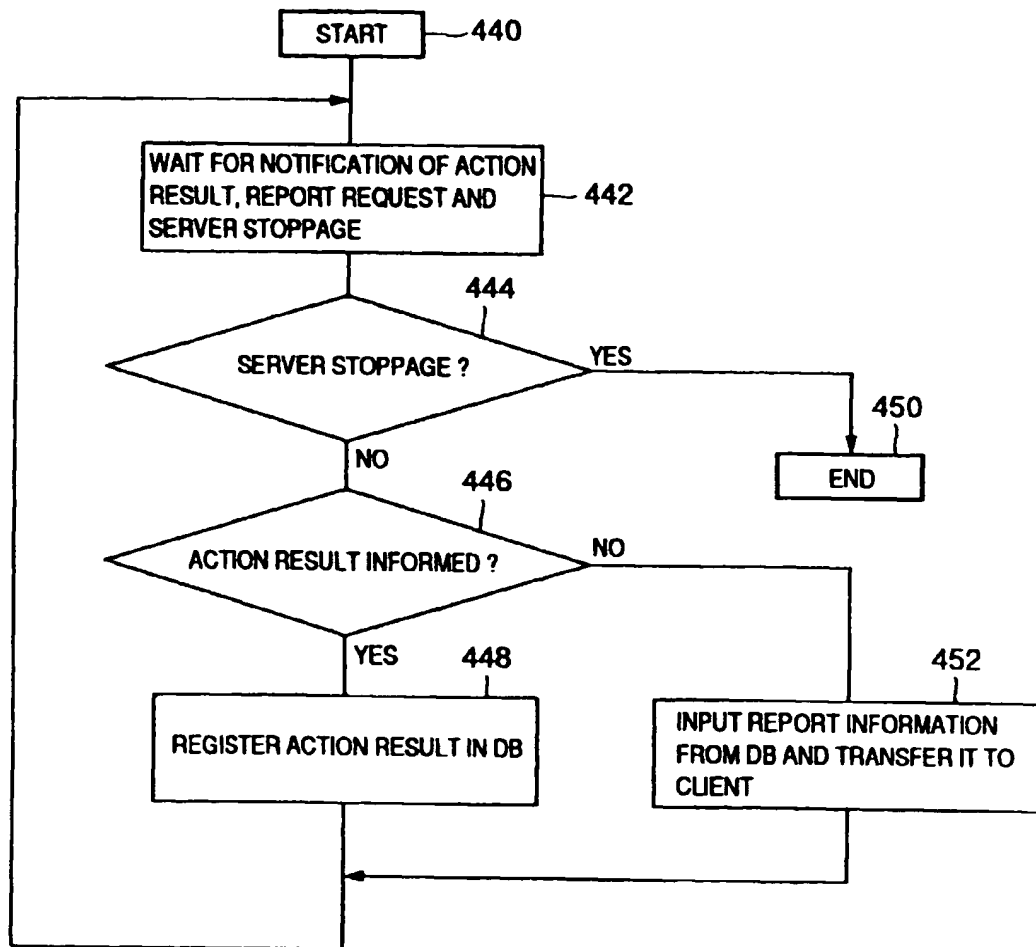 START
440
WAIT FOR NOTIFICATION OF ACTION
RESULT, REPORT REQUEST AND
SERVER STOPPAGE
442
444
SERVER STOPPAGE ?
YES
450
END
NO
446
ACTION RESULT INFORMED ?
NO
YES
448
REGISTER ACTION RESULT IN DB
452
INPUT REPORT INFORMATION
FROM DB AND TRANSFER IT TO
CLIENT